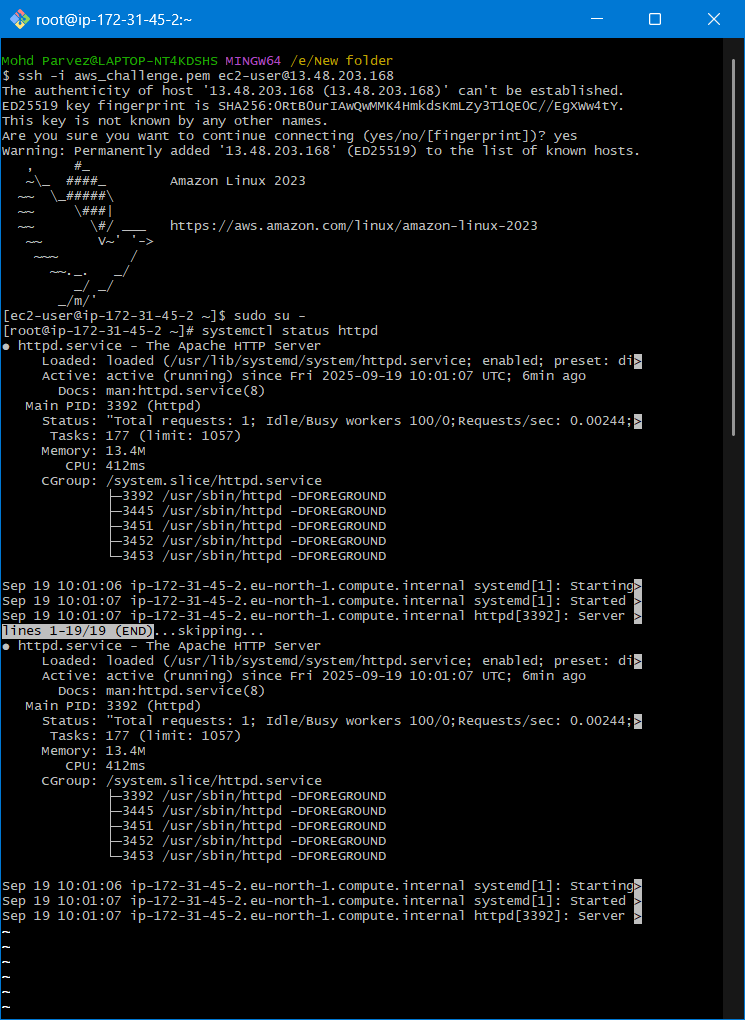 root@ip-172-31-45-2:~
Mohd Parvez@LAPTOP-NT4KDSHS MINGW64 /e/New folder
$ ssh -i aws_challenge.pem ec2-user@13.48.203.168
The authenticity of host '13.48.203.168 (13.48.203.168)' can't be established.
ED25519 key fingerprint is SHA256:0RtBOurIAwQwMMK4HmkdsKmLZy3T1QEOC//EgXWw4tY.
This key is not known by any other names.
Are you sure you want to continue connecting (yes/no/[fingerprint])? yes
Warning: Permanently added '13.48.203.168' (ED25519) to the list of known hosts.
   ,     #_
   ~\_  ####_        Amazon Linux 2023
  ~~  \_#####\
  ~~     \###|
  ~~       \#/ ___   https://aws.amazon.com/linux/amazon-linux-2023
   ~~       V~' '->
    ~~~         /
      ~~._.   _/
         _/ _/
       _/m/'
[ec2-user@ip-172-31-45-2 ~]$ sudo su -
[root@ip-172-31-45-2 ~]# systemctl status httpd
● httpd.service - The Apache HTTP Server
     Loaded: loaded (/usr/lib/systemd/system/httpd.service; enabled; preset: di>
     Active: active (running) since Fri 2025-09-19 10:01:07 UTC; 6min ago
       Docs: man:httpd.service(8)
   Main PID: 3392 (httpd)
     Status: "Total requests: 1; Idle/Busy workers 100/0;Requests/sec: 0.00244;>
      Tasks: 177 (limit: 1057)
     Memory: 13.4M
        CPU: 412ms
     CGroup: /system.slice/httpd.service
             ├─3392 /usr/sbin/httpd -DFOREGROUND
             ├─3445 /usr/sbin/httpd -DFOREGROUND
             ├─3451 /usr/sbin/httpd -DFOREGROUND
             ├─3452 /usr/sbin/httpd -DFOREGROUND
             └─3453 /usr/sbin/httpd -DFOREGROUND
Sep 19 10:01:06 ip-172-31-45-2.eu-north-1.compute.internal systemd[1]: Starting>
Sep 19 10:01:07 ip-172-31-45-2.eu-north-1.compute.internal systemd[1]: Started >
Sep 19 10:01:07 ip-172-31-45-2.eu-north-1.compute.internal httpd[3392]: Server >
lines 1-19/19 (END)...skipping...
● httpd.service - The Apache HTTP Server
     Loaded: loaded (/usr/lib/systemd/system/httpd.service; enabled; preset: di>
     Active: active (running) since Fri 2025-09-19 10:01:07 UTC; 6min ago
       Docs: man:httpd.service(8)
   Main PID: 3392 (httpd)
     Status: "Total requests: 1; Idle/Busy workers 100/0;Requests/sec: 0.00244;>
      Tasks: 177 (limit: 1057)
     Memory: 13.4M
        CPU: 412ms
     CGroup: /system.slice/httpd.service
             ├─3392 /usr/sbin/httpd -DFOREGROUND
             ├─3445 /usr/sbin/httpd -DFOREGROUND
             ├─3451 /usr/sbin/httpd -DFOREGROUND
             ├─3452 /usr/sbin/httpd -DFOREGROUND
             └─3453 /usr/sbin/httpd -DFOREGROUND
Sep 19 10:01:06 ip-172-31-45-2.eu-north-1.compute.internal systemd[1]: Starting>
Sep 19 10:01:07 ip-172-31-45-2.eu-north-1.compute.internal systemd[1]: Started >
Sep 19 10:01:07 ip-172-31-45-2.eu-north-1.compute.internal httpd[3392]: Server >
~
~
~
~
~
~